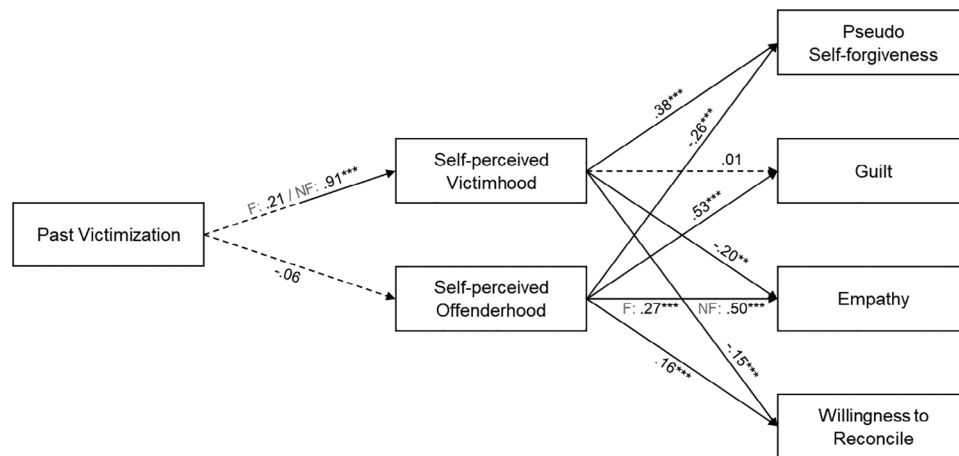 Pseudo
Self-forgiveness
.38***
-.26***
Self-perceived
Victimhood
.01
Guilt
F: .21 / NF: .91***
.53***
Past Victimization
-.20**
-.06
Self-perceived
Offenderhood
F: .27*** NF: .50***
Empathy
.16***
-.15***
Willingness to
Reconcile